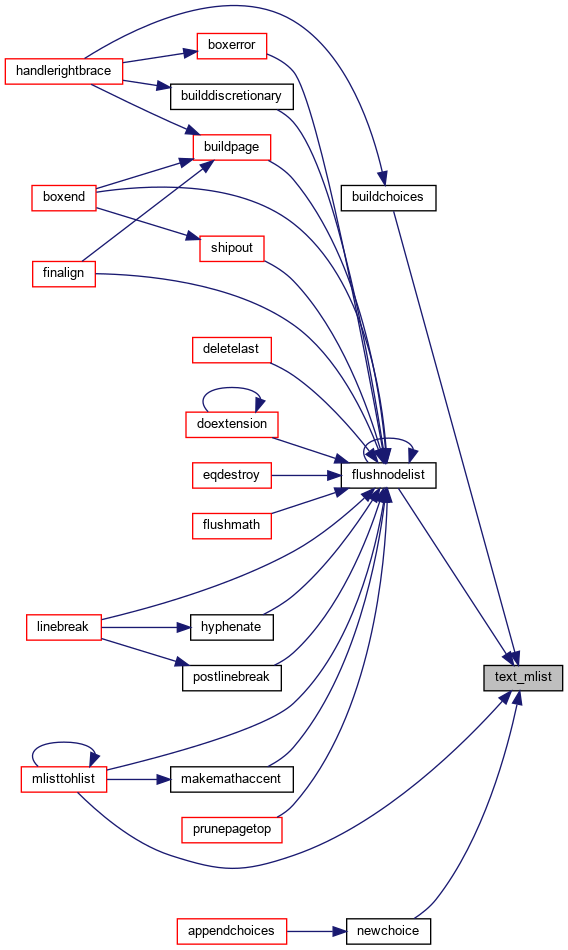 boxerror
handlerightbrace
builddiscretionary
buildpage
boxend
buildchoices
shipout
finalign
deletelast
doextension
flushnodelist
eqdestroy
flushmath
linebreak
hyphenate
postlinebreak
text_mlist
mlisttohlist
makemathaccent
prunepagetop
appendchoices
newchoice